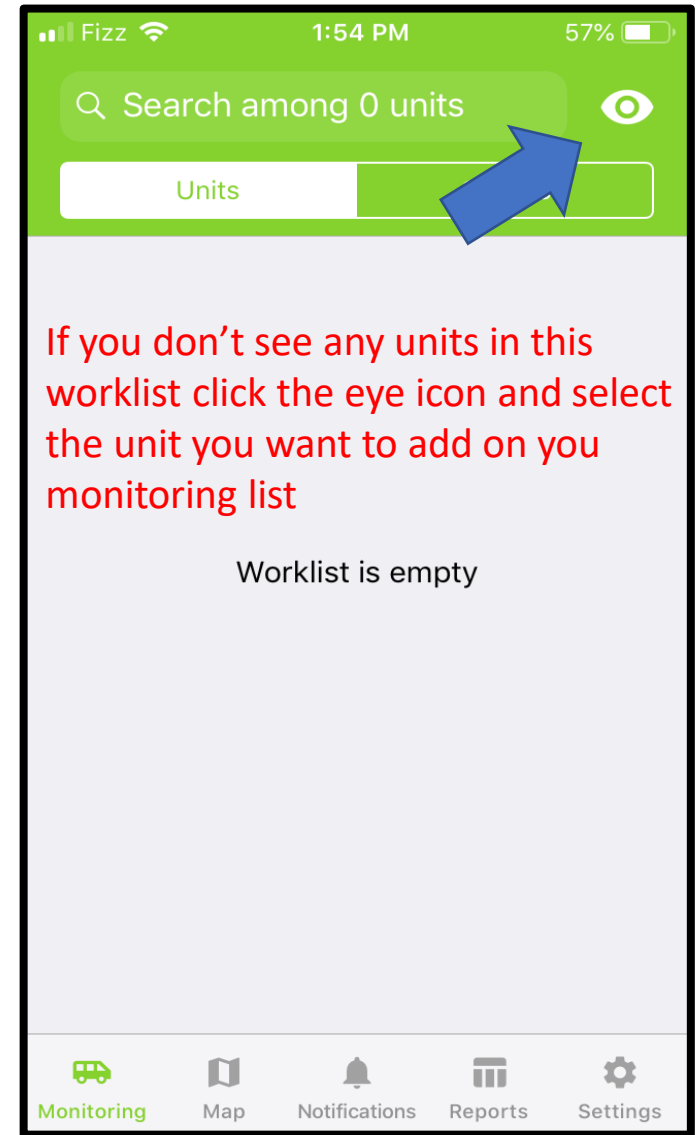 Fizz 1:54 PM 57%
Search among 0 units
Units
If you don’t see any units in this
worklist click the eye icon and select
the unit you want to add on you
monitoring list
Worklist is empty
Monitoring Map Notifications Reports Settings